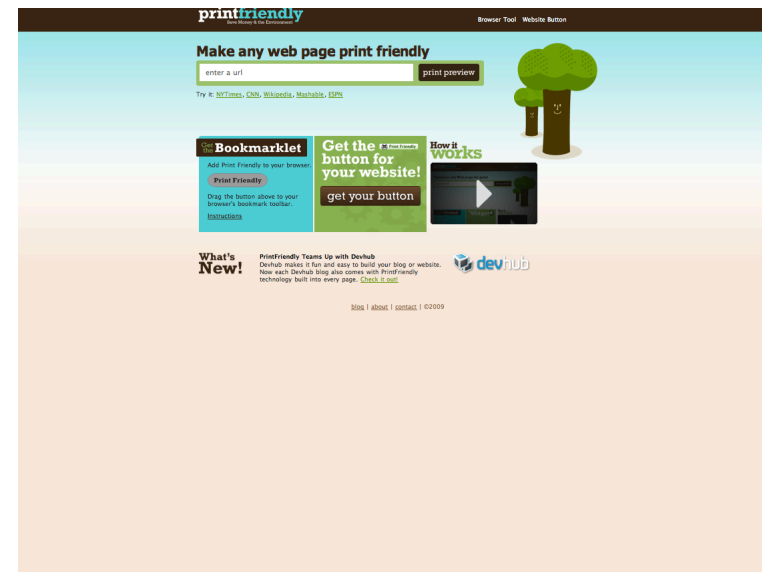 printfriendly
Save Money & the Environment
Browser Tool Website Button
Make any web page print friendly
enter a url
print preview
Try it: NYTimes, CNN, Wikipedia, Mashable, ESPN
Get the Bookmarklet
Add Print Friendly to your browser.
Print Friendly
Drag the button above to your
browser's bookmark toolbar.
Instructions
Get the Print Friendly
button for
your website!
get your button
How it
works
What's
New!
PrintFriendly Teams Up with Devhub
Devhub makes it fun and easy to build your blog or website.
Now each Devhub blog also comes with PrintFriendly
technology built into every page. Check it out!
devhub
blog | about | contact | ©2009